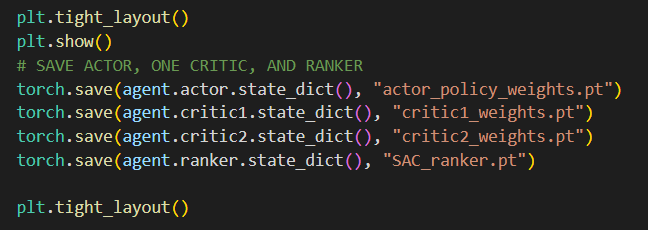 plt.tight_layout()
plt.show()
# SAVE ACTOR, ONE CRITIC, AND RANKER
torch.save(agent.actor.state_dict(), "actor_policy_weights.pt")
torch.save(agent.critic1.state_dict(), "critic1_weights.pt")
torch.save(agent.critic2.state_dict(), "critic2_weights.pt")
torch.save(agent.ranker.state_dict(), "SAC_ranker.pt")
plt.tight_layout()